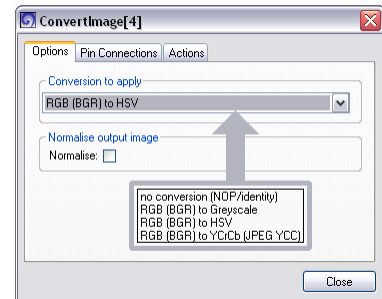 ConvertImage[4]
Options Pin Connections Actions
Conversion to apply
RGB (BGR) to HSV
Normalise output image
Normalise:
no conversion (NOP/identity)
RGB (BGR) to Greyscale
RGB (BGR) to HSV
RGB (BGR) to YCrCb (JPEG YCC)
Close